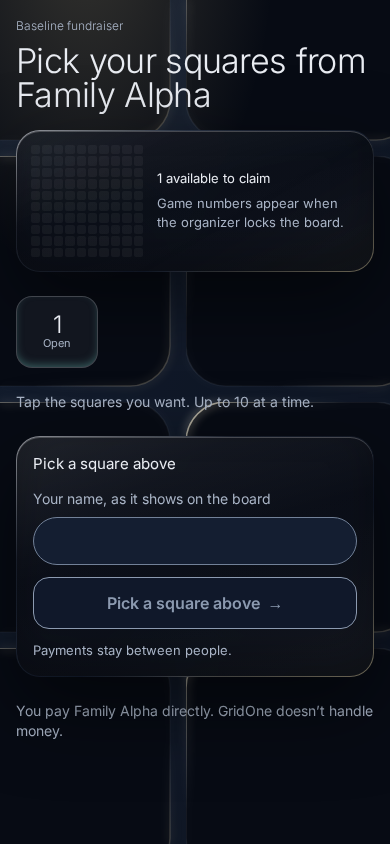 Baseline fundraiser
Pick your squares from
Family Alpha
1 available to claim
Game numbers appear when
the organizer locks the board.
1
Open
Tap the squares you want. Up to 10 at a time.
Pick a square above
Your name, as it shows on the board
Pick a square above →
Payments stay between people.
You pay Family Alpha directly. GridOne doesn’t handle
money.